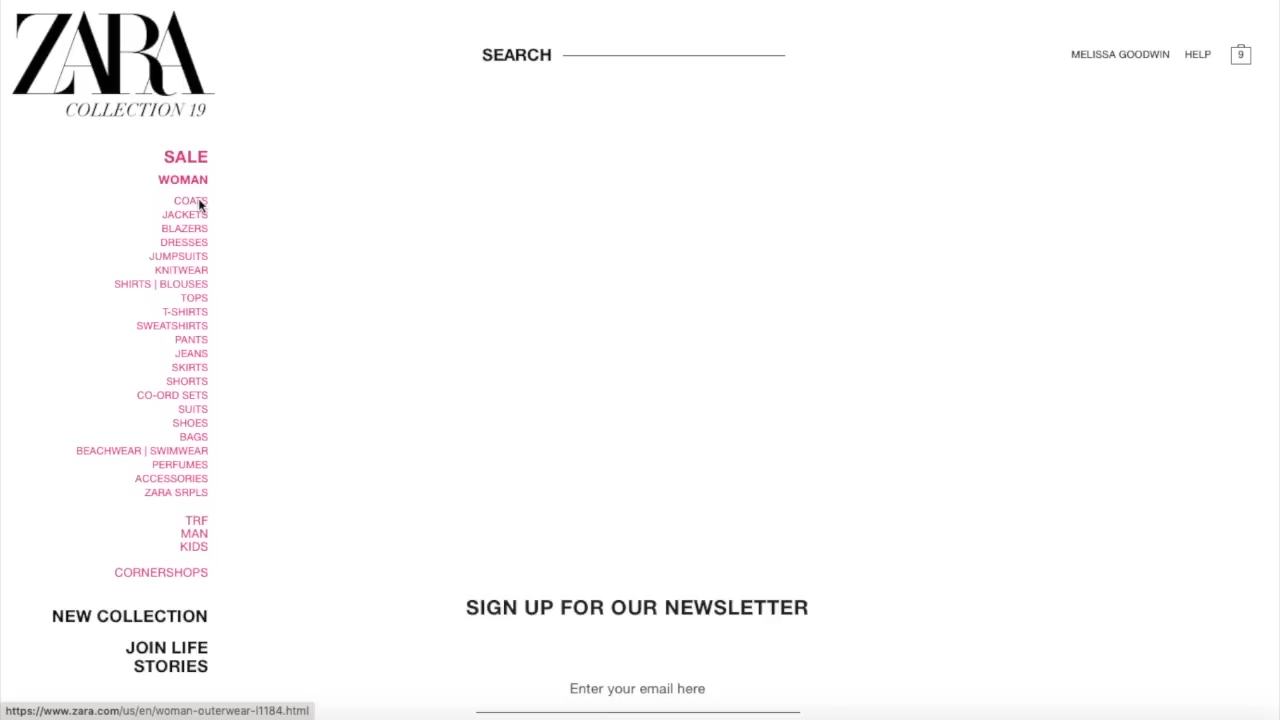 ZARA
COLLECTION 19
SEARCH
MELISSA GOODWIN HELP 9
SALE
WOMAN
COATS
JACKETS
BLAZERS
DRESSES
JUMPSUITS
KNITWEAR
SHIRTS | BLOUSES
TOPS
T-SHIRTS
SWEATSHIRTS
PANTS
JEANS
SKIRTS
SHORTS
CO-ORD SETS
SUITS
SHOES
BAGS
BEACHWEAR | SWIMWEAR
PERFUMES
ACCESSORIES
ZARA SRPLS
TRF
MAN
KIDS
CORNERSHOPS
NEW COLLECTION
JOIN LIFE
STORIES
SIGN UP FOR OUR NEWSLETTER
Enter your email here
https://www.zara.com/us/en/woman-outerwear-l1184.html